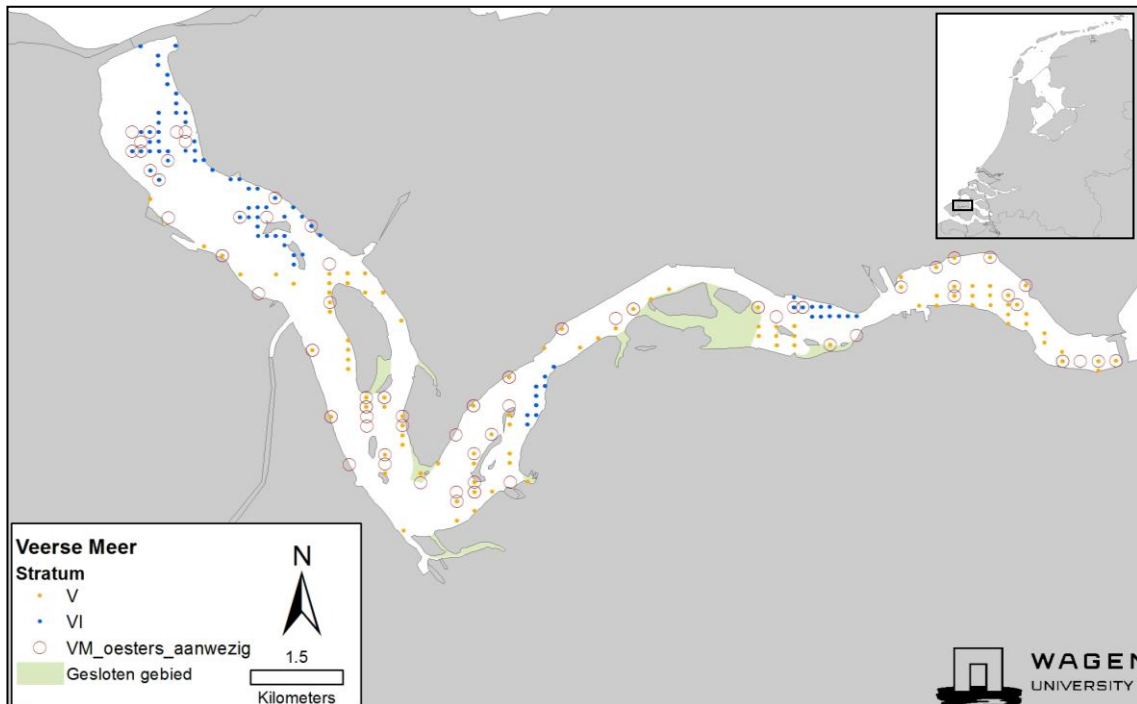 Veerse Meer
Stratum
V
VI
VM_oesters_aanwezig
Gesloten gebied
N
1.5
Kilometers
WAGEN
UNIVERSITY